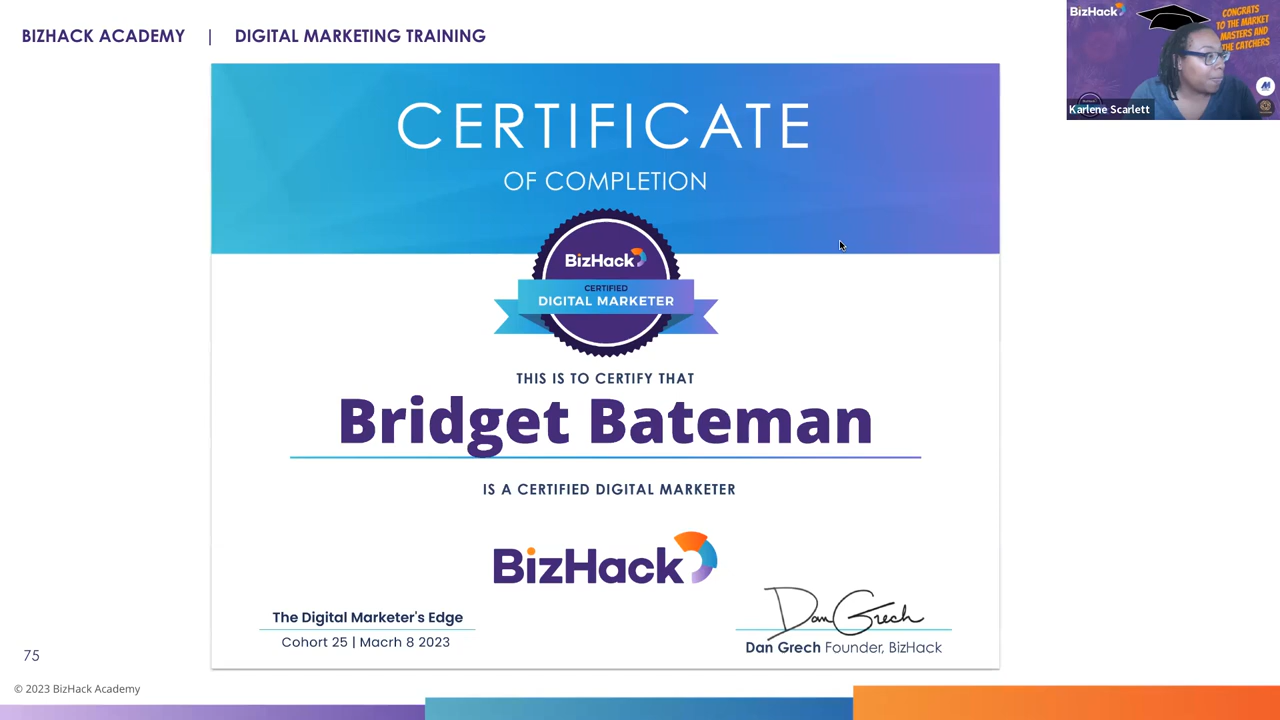 BIZHACK ACADEMY | DIGITAL MARKETING TRAINING
BizHack
CONGRATS
TO THE MARKET
MASTERS AND
THE CATCHERS
Karlene Scarlett
CERTIFICATE
OF COMPLETION
BizHack
CERTIFIED
DIGITAL MARKETER
THIS IS TO CERTIFY THAT
Bridget Bateman
IS A CERTIFIED DIGITAL MARKETER
BizHack
The Digital Marketer's Edge
Cohort 25 | Macrh 8 2023
Dan Grech
Dan Grech Founder, BizHack
75
© 2023 BizHack Academy